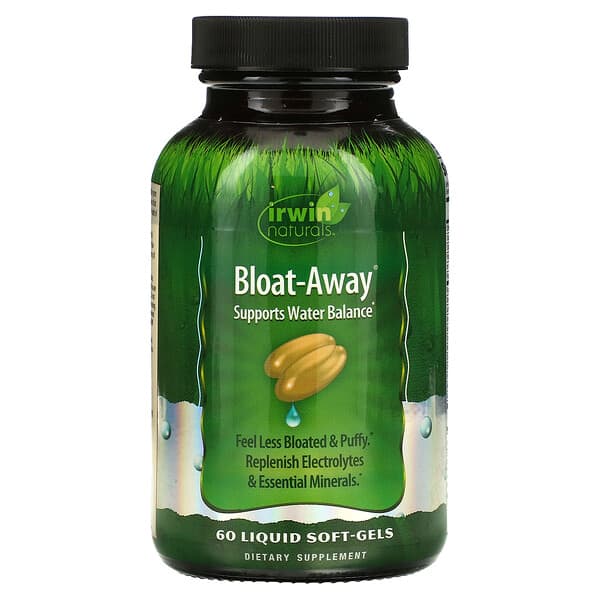 irwin
naturals®
Bloat-Away®
Supports Water Balance*
Feel Less Bloated & Puffy.*
Replenish Electrolytes
& Essential Minerals.*
60 LIQUID SOFT-GELS
DIETARY SUPPLEMENT